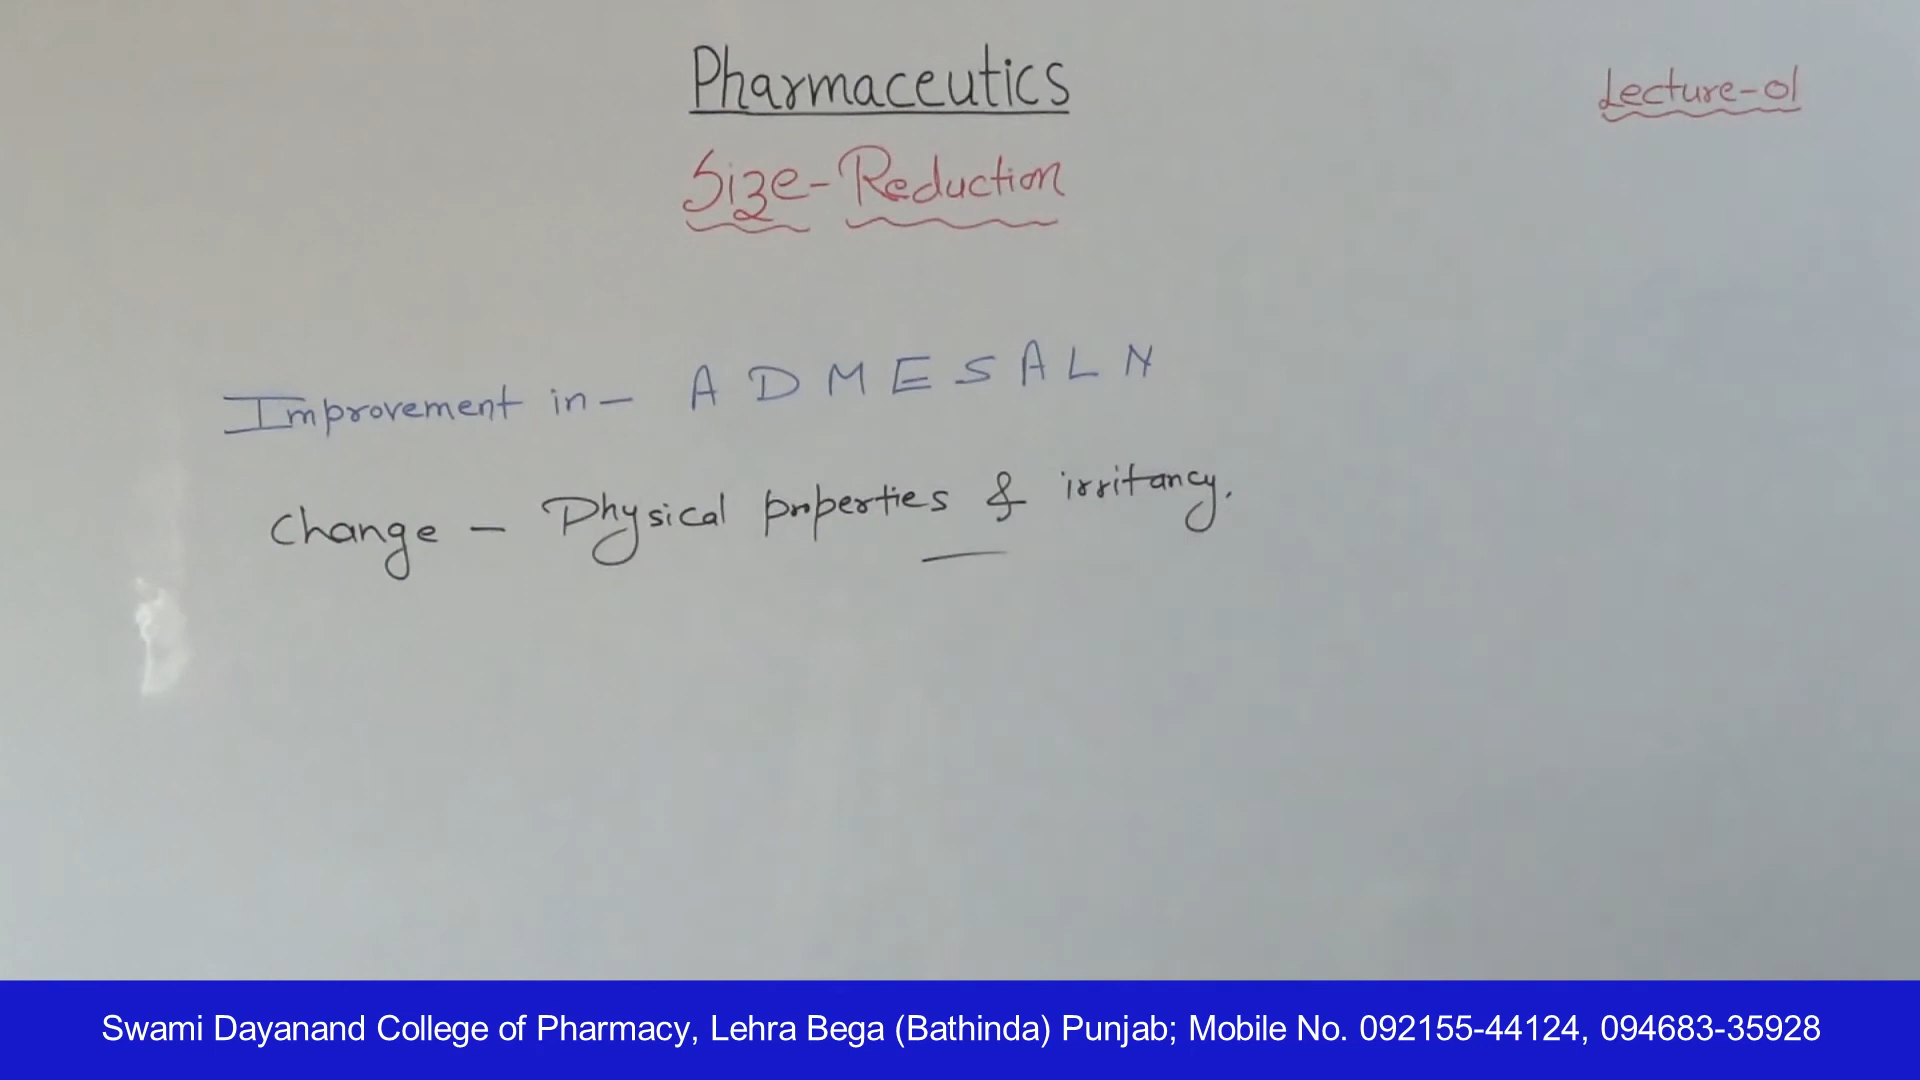 Pharmaceutics
Lecture-01
Size-Reduction
Improvement in - A D M E S A L N
Change - Physical properties & irritancy.
Swami Dayanand College of Pharmacy, Lehra Bega (Bathinda) Punjab; Mobile No. 092155-44124, 094683-35928